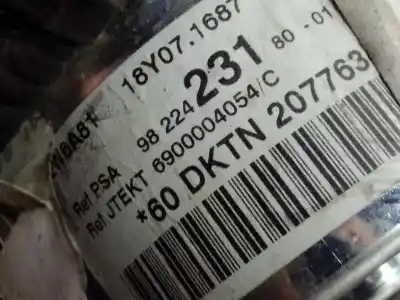 18Y07.1687
Ref PSA 98 224 231 80 - 01
Ref JTEKT 6900004054/C
*60 DKTN 207763